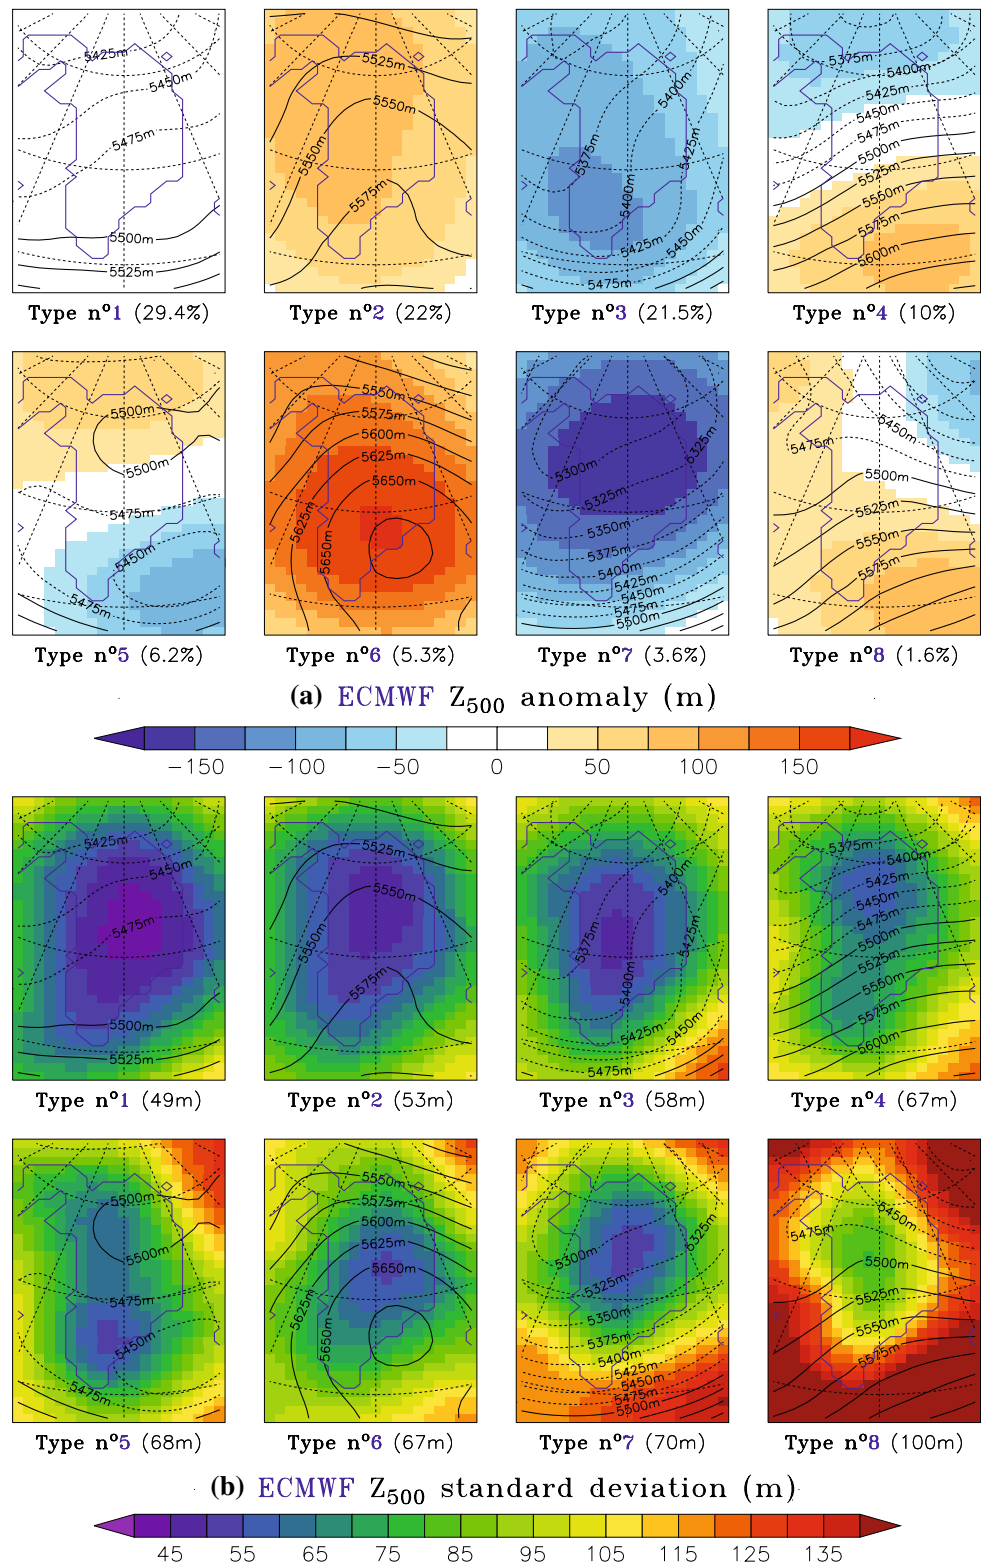 5425m
5450m
5475m
5500m
5525m
Type nº1 (29.4%)
5525m
5550m
5550m
5575m
Type nº2 (22%)
5400m
5375m
5425m
5400m
5425m
5450m
5475m
Type nº3 (21.5%)
5375m
5400m
5425m
5450m
5475m
5500m
5525m
5550m
5575m
5600m
Type nº4 (10%)
5500m
5500m
5475m
5450m
5475m
Type nº5 (6.2%)
5550m
5575m
5600m
5625m
5650m
5625m
5650m
Type nº6 (5.3%)
6325m
5300m
5325m
5350m
5375m
5400m
5425m
5450m
5475m
5500m
Type nº7 (3.6%)
5450m
5475m
5500m
5525m
5550m
5575m
Type nº8 (1.6%)
(a) ECMWF Z500 anomaly (m)
−150 −100 −50 0 50 100 150
5425m
5450m
5475m
5500m
5525m
Type nº1 (49m)
5525m
5550m
5550m
5575m
Type nº2 (53m)
5400m
5375m
5425m
5400m
5425m
5450m
5475m
Type nº3 (58m)
5375m
5400m
5425m
5450m
5475m
5500m
5525m
5550m
5575m
5600m
Type nº4 (67m)
5500m
5500m
5475m
5450m
5475m
Type nº5 (68m)
5550m
5575m
5600m
5625m
5650m
5625m
5650m
Type nº6 (67m)
6325m
5300m
5325m
5350m
5375m
5400m
5425m
5450m
5475m
5500m
Type nº7 (70m)
5450m
5475m
5500m
5525m
5550m
5575m
Type nº8 (100m)
(b) ECMWF Z500 standard deviation (m)
45 55 65 75 85 95 105 115 125 135